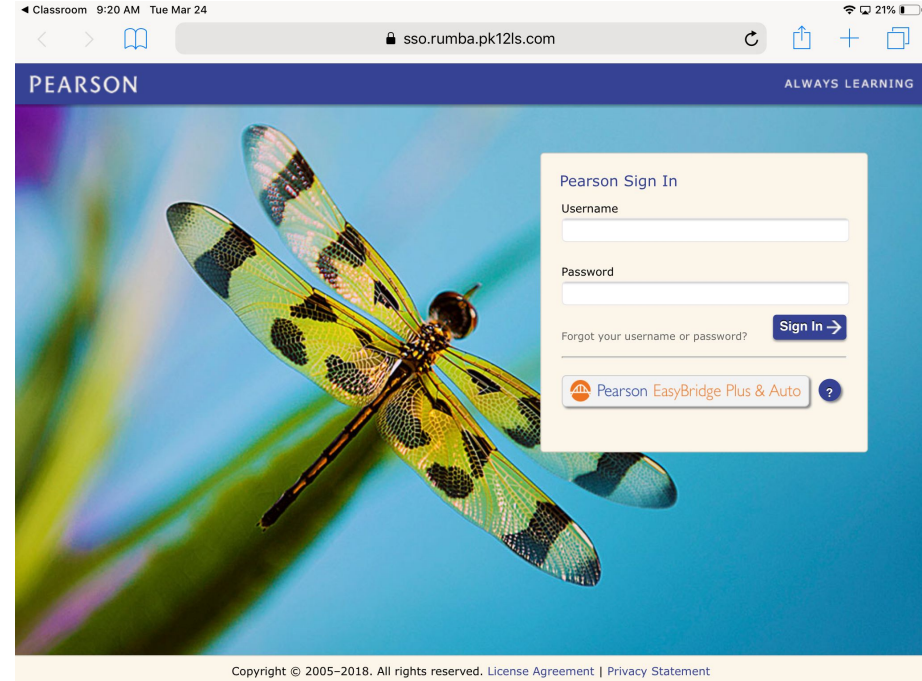 ◀ Classroom 9:20 AM Tue Mar 24 21%
sso.rumba.pk12ls.com
PEARSON ALWAYS LEARNING
Pearson Sign In
Username
Password
Forgot your username or password? Sign In →
Pearson EasyBridge Plus & Auto ?
Copyright © 2005–2018. All rights reserved. License Agreement | Privacy Statement